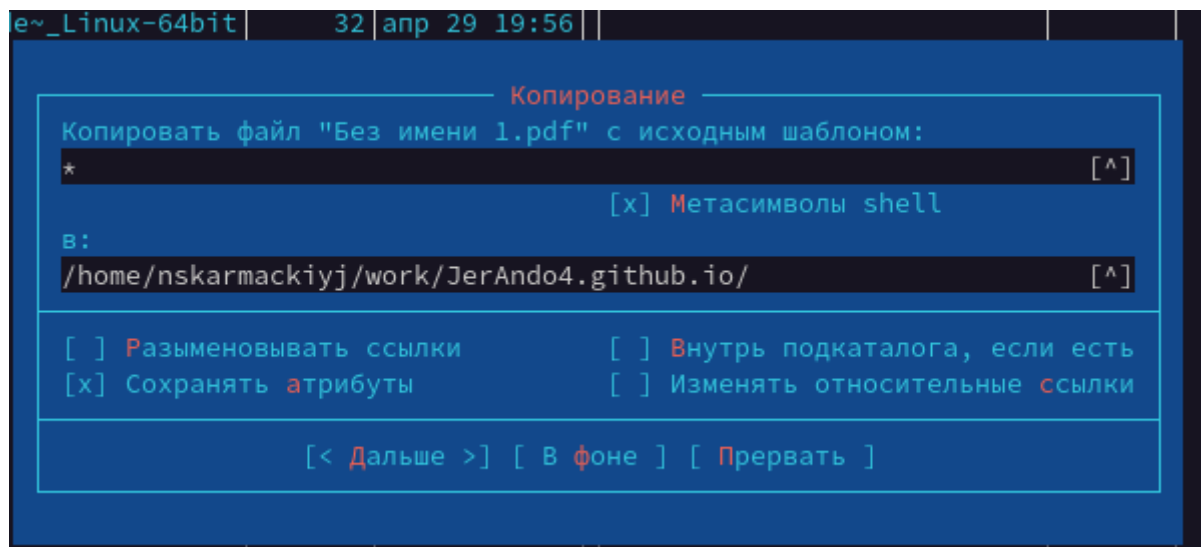 e~_Linux-64bit 32 апр 29 19:56
Копирование
Копировать файл "Без имени 1.pdf" с исходным шаблоном:
* [^]
[x] Метасимволы shell
в:
/home/nskarmackiyj/work/JerAndo4.github.io/ [^]
[ ] Разыменовывать ссылки [ ] Внутрь подкаталога, если есть
[x] Сохранять атрибуты [ ] Изменять относительные ссылки
[< Дальше >] [ В фоне ] [ Прервать ]